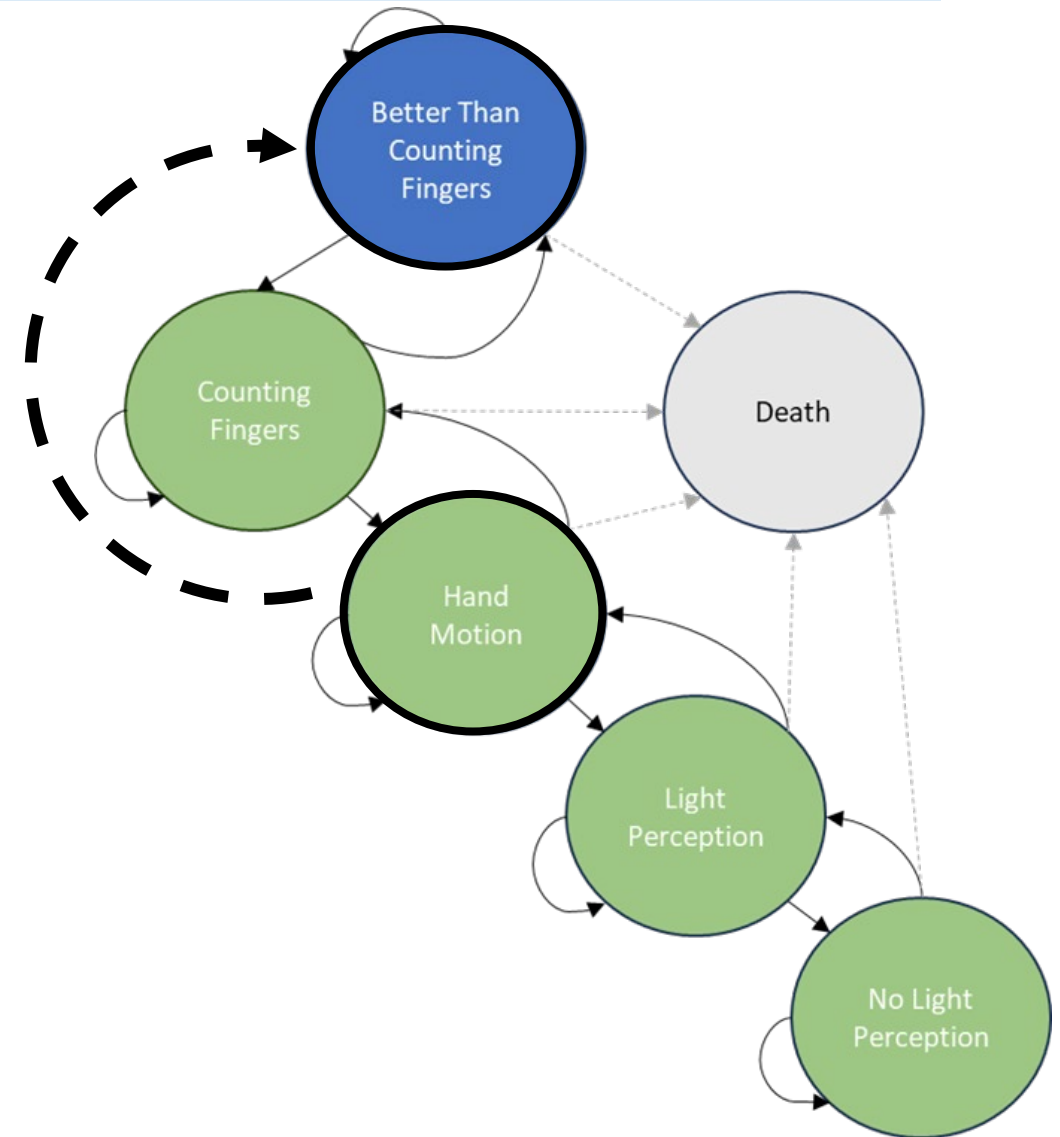 Better Than
Counting
Fingers
Counting
Fingers
Death
Hand
Motion
Light
Perception
No Light
Perception